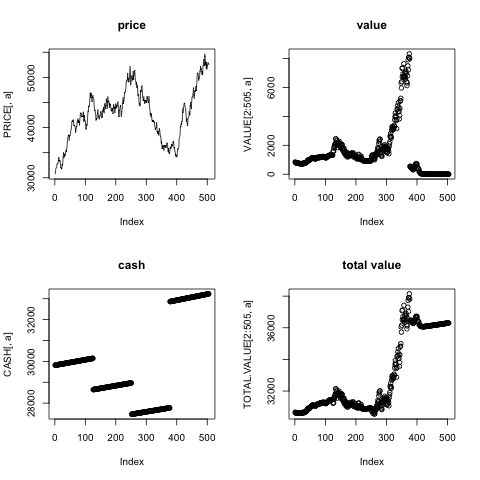 price
PRICE[, a]
30000 40000 50000
0 100 200 300 400 500
Index
value
VALUE[2:505, a]
0 2000 6000
0 100 200 300 400 500
Index
cash
CASH[, a]
28000 30000 32000
0 100 200 300 400 500
Index
total value
TOTAL.VALUE[2:505, a]
32000 36000
0 100 200 300 400 500
Index